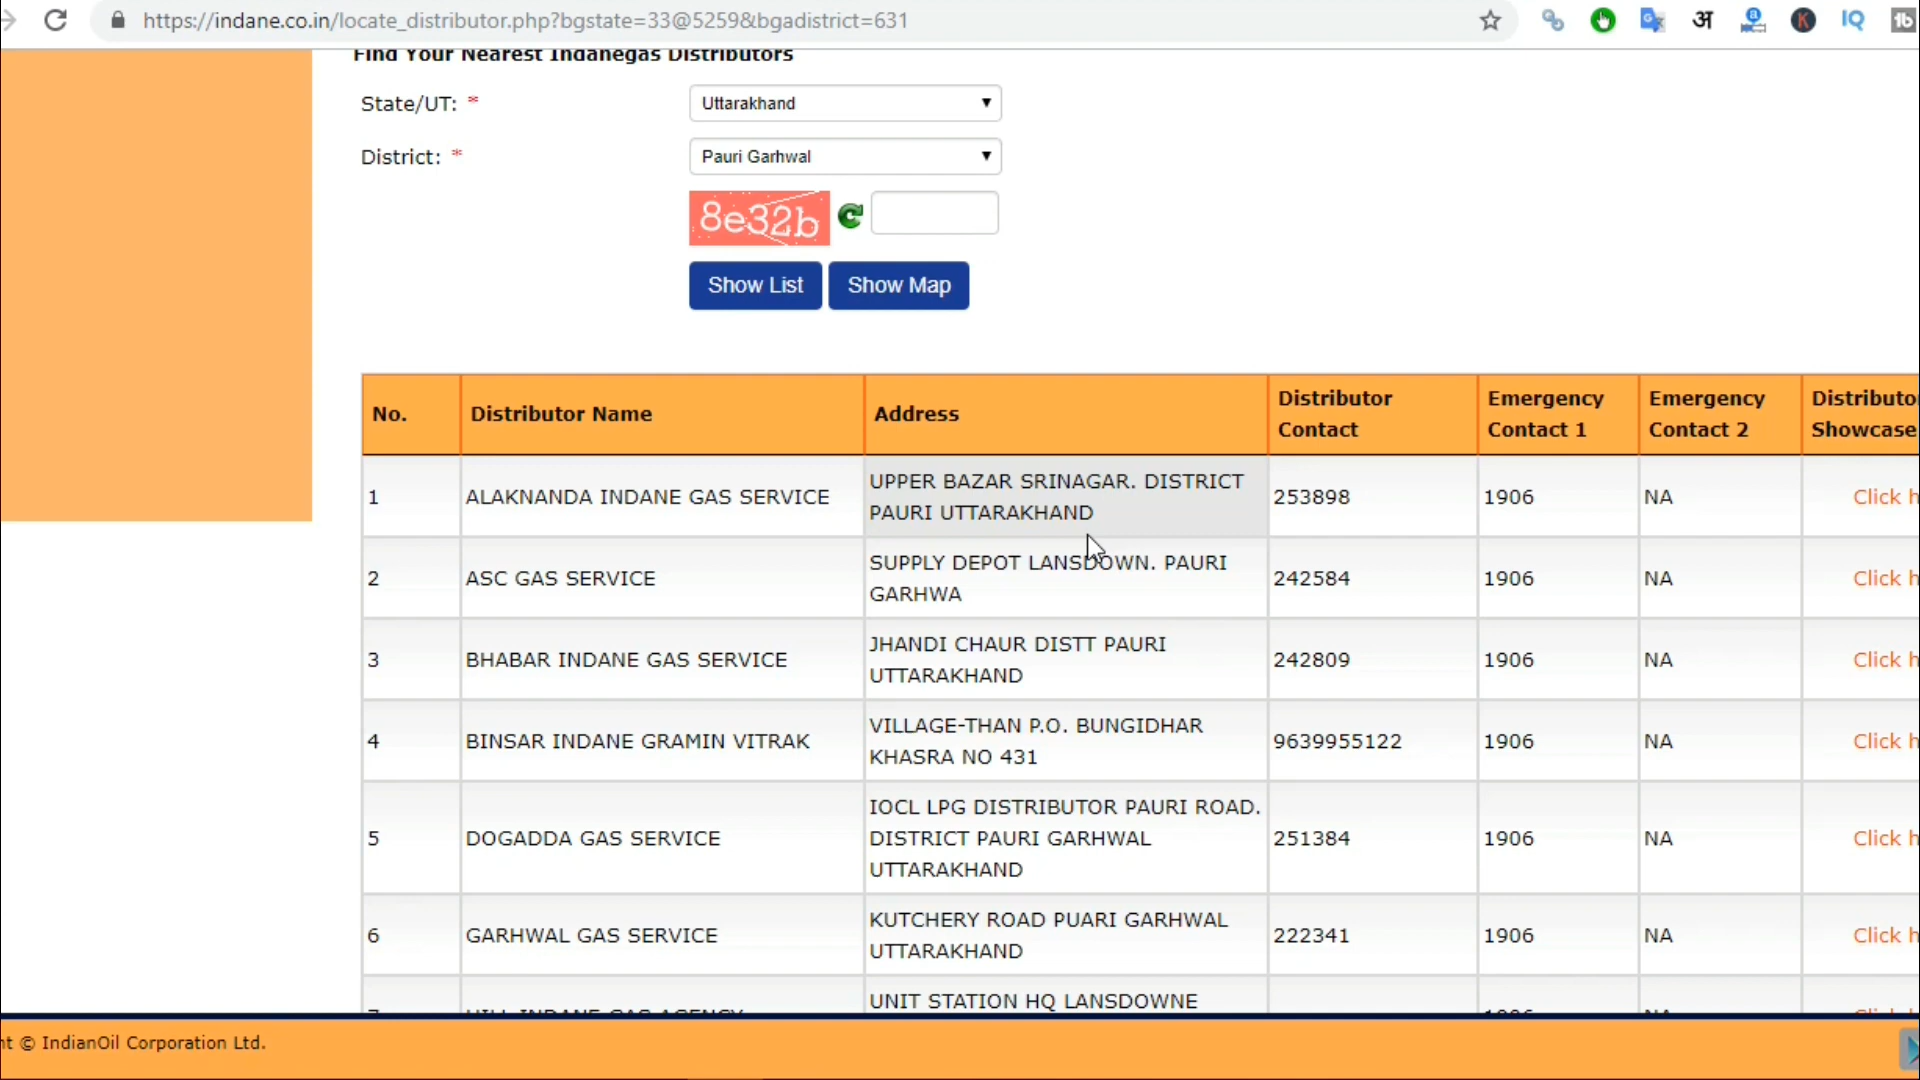 https://indane.co.in/locate_distributor.php?bgstate=33@5259&bgadistrict=631
अ
IQ
Find Your Nearest Indanegas Distributors
State/UT: * Uttarakhand
District: * Pauri Garhwal
8e32b
Show List Show Map
No. Distributor Name Address Distributor Contact Emergency Contact 1 Emergency Contact 2 Distributo Showcase
1 ALAKNANDA INDANE GAS SERVICE UPPER BAZAR SRINAGAR. DISTRICT PAURI UTTARAKHAND 253898 1906 NA Click h
2 ASC GAS SERVICE SUPPLY DEPOT LANSDOWN. PAURI GARHWA 242584 1906 NA Click h
3 BHABAR INDANE GAS SERVICE JHANDI CHAUR DISTT PAURI UTTARAKHAND 242809 1906 NA Click h
4 BINSAR INDANE GRAMIN VITRAK VILLAGE-THAN P.O. BUNGIDHAR KHASRA NO 431 9639955122 1906 NA Click h
5 DOGADDA GAS SERVICE IOCL LPG DISTRIBUTOR PAURI ROAD. DISTRICT PAURI GARHWAL UTTARAKHAND 251384 1906 NA Click h
6 GARHWAL GAS SERVICE KUTCHERY ROAD PUARI GARHWAL UTTARAKHAND 222341 1906 NA Click h
UNIT STATION HQ LANSDOWNE
nt © IndianOil Corporation Ltd.